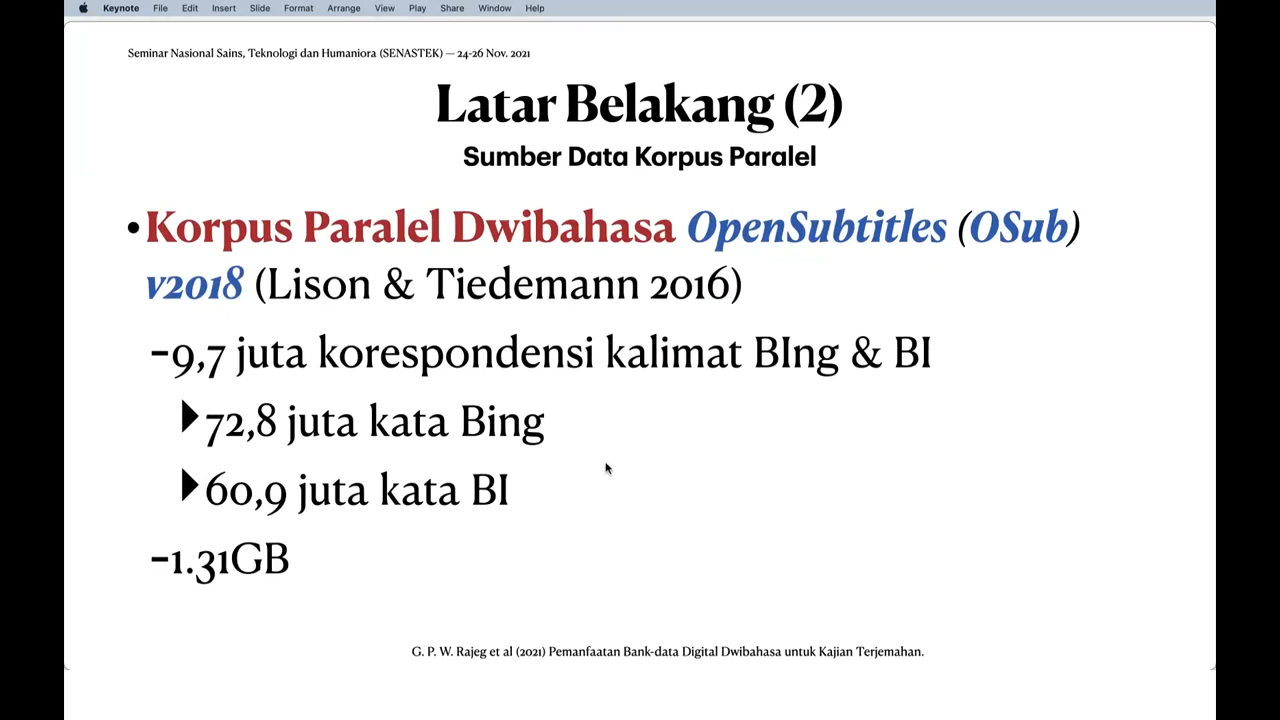 Keynote File Edit Insert Slide Format Arrange View Play Share Window Help
Seminar Nasional Sains, Teknologi dan Humaniora (SENASTEK) — 24-26 Nov. 2021
Latar Belakang (2)
Sumber Data Korpus Paralel
•Korpus Paralel Dwibahasa OpenSubtitles (OSub)
v2018 (Lison & Tiedemann 2016)
-9,7 juta korespondensi kalimat BIng & BI
‣72,8 juta kata Bing
‣60,9 juta kata BI
-1.31GB
G. P. W. Rajeg et al (2021) Pemanfaatan Bank-data Digital Dwibahasa untuk Kajian Terjemahan.